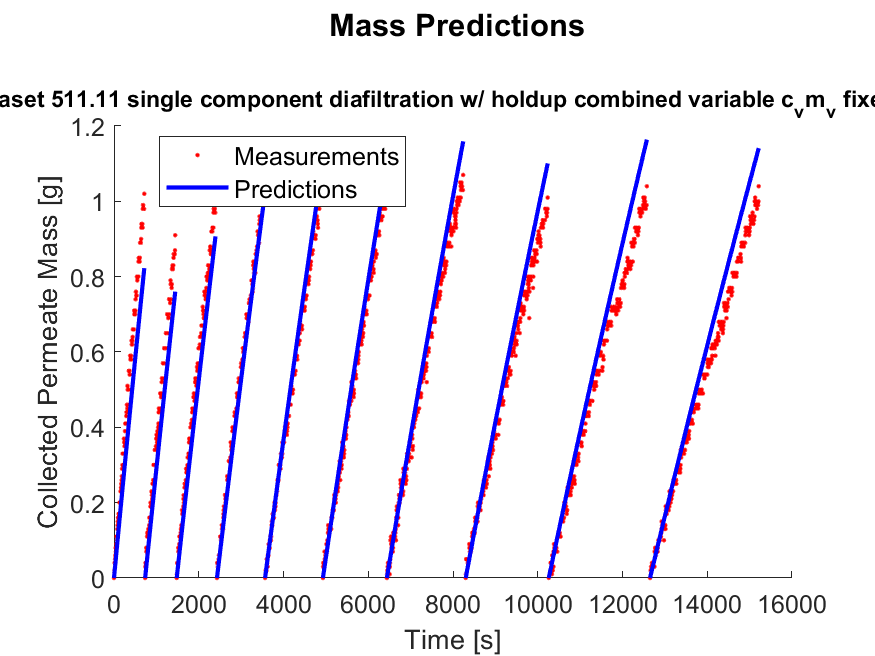 Mass Predictions
aset 511.11 single component diafiltration w/ holdup combined variable c_v m_v fixe
1.2
1
0.8
0.6
0.4
0.2
0
Collected Permeate Mass [g]
Measurements
Predictions
0 2000 4000 6000 8000 10000 12000 14000 16000
Time [s]